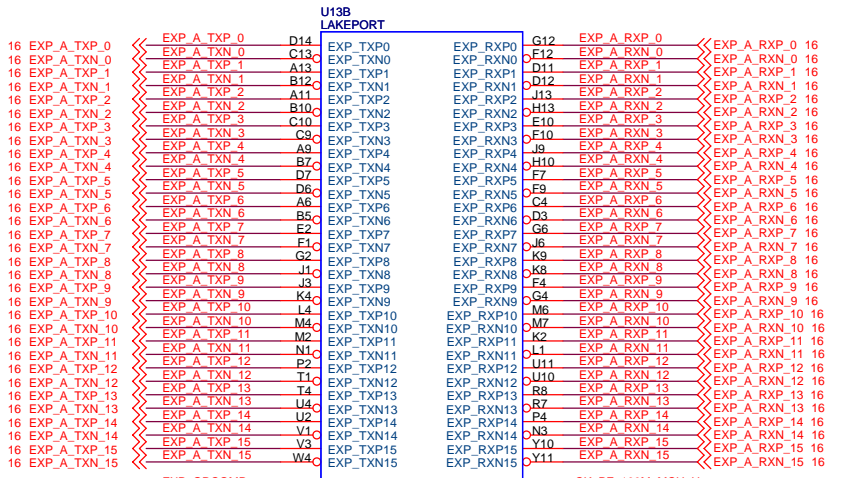 U13B
LAKEPORT
16 EXP_A_TXP_0 EXP_A_TXP_0 D14 EXP_TXP0 EXP_RXP0 G12 EXP_A_RXP_0 EXP_A_RXP_0 16
16 EXP_A_TXN_0 EXP_A_TXN_0 C13 EXP_TXN0 EXP_RXN0 F12 EXP_A_RXN_0 EXP_A_RXN_0 16
16 EXP_A_TXP_1 EXP_A_TXP_1 A13 EXP_TXP1 EXP_RXP1 D11 EXP_A_RXP_1 EXP_A_RXP_1 16
16 EXP_A_TXN_1 EXP_A_TXN_1 B12 EXP_TXN1 EXP_RXN1 D12 EXP_A_RXN_1 EXP_A_RXN_1 16
16 EXP_A_TXP_2 EXP_A_TXP_2 A11 EXP_TXP2 EXP_RXP2 J13 EXP_A_RXP_2 EXP_A_RXP_2 16
16 EXP_A_TXN_2 EXP_A_TXN_2 B10 EXP_TXN2 EXP_RXN2 H13 EXP_A_RXN_2 EXP_A_RXN_2 16
16 EXP_A_TXP_3 EXP_A_TXP_3 C10 EXP_TXP3 EXP_RXP3 E10 EXP_A_RXP_3 EXP_A_RXP_3 16
16 EXP_A_TXN_3 EXP_A_TXN_3 C9 EXP_TXN3 EXP_RXN3 F10 EXP_A_RXN_3 EXP_A_RXN_3 16
16 EXP_A_TXP_4 EXP_A_TXP_4 A9 EXP_TXP4 EXP_RXP4 J9 EXP_A_RXP_4 EXP_A_RXP_4 16
16 EXP_A_TXN_4 EXP_A_TXN_4 B7 EXP_TXN4 EXP_RXN4 H10 EXP_A_RXN_4 EXP_A_RXN_4 16
16 EXP_A_TXP_5 EXP_A_TXP_5 D7 EXP_TXP5 EXP_RXP5 F7 EXP_A_RXP_5 EXP_A_RXP_5 16
16 EXP_A_TXN_5 EXP_A_TXN_5 D6 EXP_TXN5 EXP_RXN5 F9 EXP_A_RXN_5 EXP_A_RXN_5 16
16 EXP_A_TXP_6 EXP_A_TXP_6 A6 EXP_TXP6 EXP_RXP6 C4 EXP_A_RXP_6 EXP_A_RXP_6 16
16 EXP_A_TXN_6 EXP_A_TXN_6 B5 EXP_TXN6 EXP_RXN6 D3 EXP_A_RXN_6 EXP_A_RXN_6 16
16 EXP_A_TXP_7 EXP_A_TXP_7 E2 EXP_TXP7 EXP_RXP7 G6 EXP_A_RXP_7 EXP_A_RXP_7 16
16 EXP_A_TXN_7 EXP_A_TXN_7 F1 EXP_TXN7 EXP_RXN7 J6 EXP_A_RXN_7 EXP_A_RXN_7 16
16 EXP_A_TXP_8 EXP_A_TXP_8 G2 EXP_TXP8 EXP_RXP8 K9 EXP_A_RXP_8 EXP_A_RXP_8 16
16 EXP_A_TXN_8 EXP_A_TXN_8 J1 EXP_TXN8 EXP_RXN8 K8 EXP_A_RXN_8 EXP_A_RXN_8 16
16 EXP_A_TXP_9 EXP_A_TXP_9 J3 EXP_TXP9 EXP_RXP9 F4 EXP_A_RXP_9 EXP_A_RXP_9 16
16 EXP_A_TXN_9 EXP_A_TXN_9 K4 EXP_TXN9 EXP_RXN9 G4 EXP_A_RXN_9 EXP_A_RXN_9 16
16 EXP_A_TXP_10 EXP_A_TXP_10 L4 EXP_TXP10 EXP_RXP10 M6 EXP_A_RXP_10 EXP_A_RXP_10 16
16 EXP_A_TXN_10 EXP_A_TXN_10 M4 EXP_TXN10 EXP_RXN10 M7 EXP_A_RXN_10 EXP_A_RXN_10 16
16 EXP_A_TXP_11 EXP_A_TXP_11 M2 EXP_TXP11 EXP_RXP11 K2 EXP_A_RXP_11 EXP_A_RXP_11 16
16 EXP_A_TXN_11 EXP_A_TXN_11 N1 EXP_TXN11 EXP_RXN11 L1 EXP_A_RXN_11 EXP_A_RXN_11 16
16 EXP_A_TXP_12 EXP_A_TXP_12 P2 EXP_TXP12 EXP_RXP12 U11 EXP_A_RXP_12 EXP_A_RXP_12 16
16 EXP_A_TXN_12 EXP_A_TXN_12 T1 EXP_TXN12 EXP_RXN12 U10 EXP_A_RXN_12 EXP_A_RXN_12 16
16 EXP_A_TXP_13 EXP_A_TXP_13 T4 EXP_TXP13 EXP_RXP13 R8 EXP_A_RXP_13 EXP_A_RXP_13 16
16 EXP_A_TXN_13 EXP_A_TXN_13 U4 EXP_TXN13 EXP_RXN13 R7 EXP_A_RXN_13 EXP_A_RXN_13 16
16 EXP_A_TXP_14 EXP_A_TXP_14 U2 EXP_TXP14 EXP_RXP14 P4 EXP_A_RXP_14 EXP_A_RXP_14 16
16 EXP_A_TXN_14 EXP_A_TXN_14 V1 EXP_TXN14 EXP_RXN14 N3 EXP_A_RXN_14 EXP_A_RXN_14 16
16 EXP_A_TXP_15 EXP_A_TXP_15 V3 EXP_TXP15 EXP_RXP15 Y10 EXP_A_RXP_15 EXP_A_RXP_15 16
16 EXP_A_TXN_15 EXP_A_TXN_15 W4 EXP_TXN15 EXP_RXN15 Y11 EXP_A_RXN_15 EXP_A_RXN_15 16